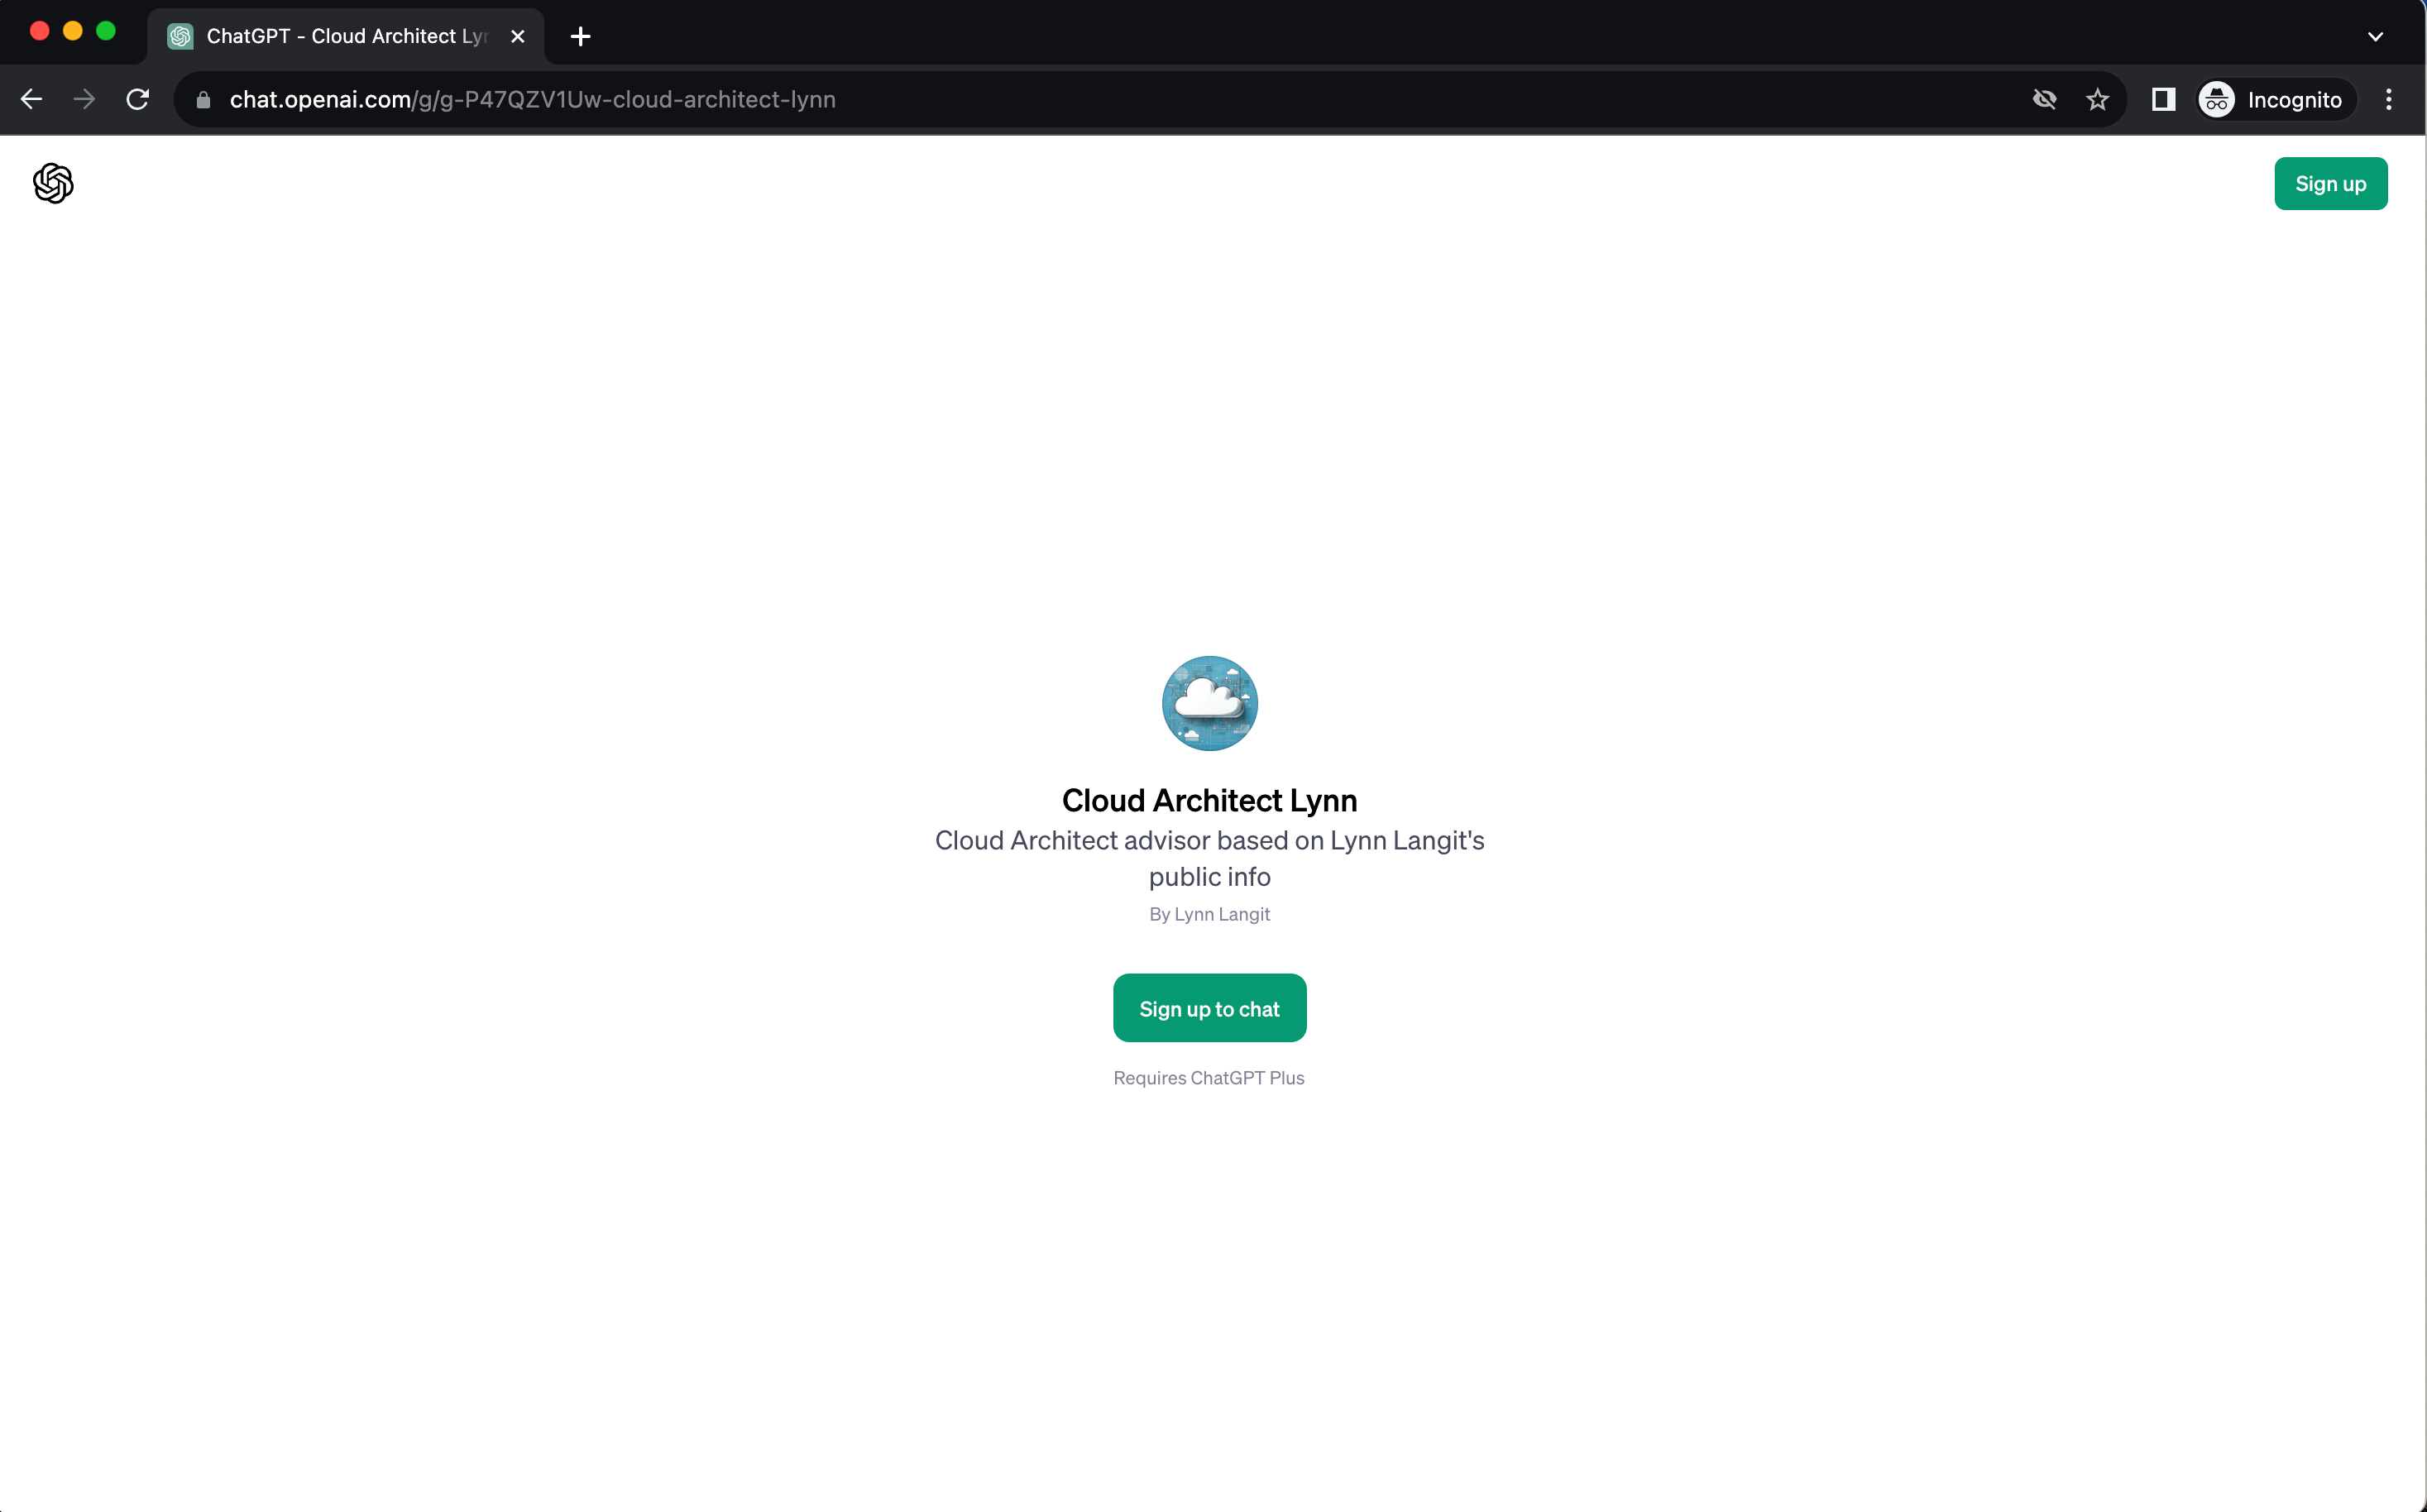 ChatGPT - Cloud Architect Lyn
chat.openai.com/g/g-P47QZV1Uw-cloud-architect-lynn
Incognito
Sign up
Cloud Architect Lynn
Cloud Architect advisor based on Lynn Langit's
public info
By Lynn Langit
Sign up to chat
Requires ChatGPT Plus